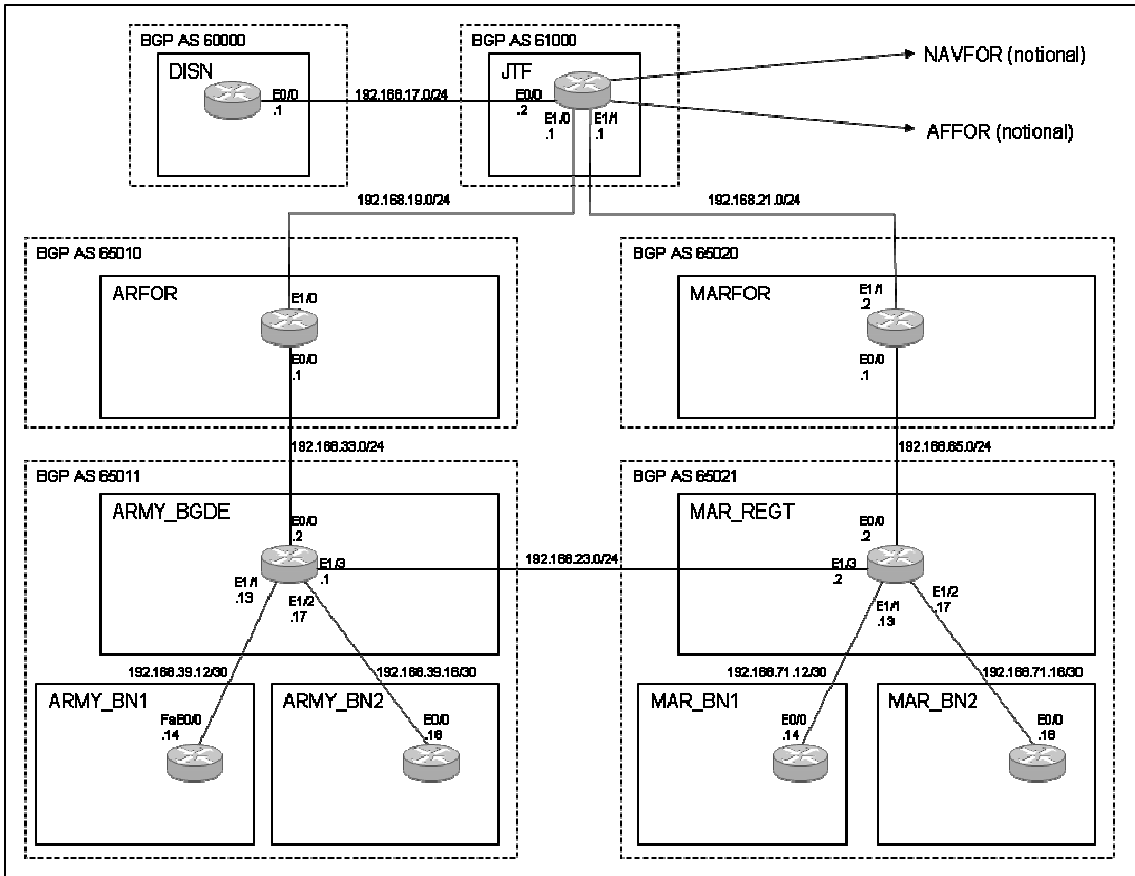 BGP AS 60000
DISN
E0/0
.1
192.168.17.0/24
BGP AS 61000
JTF
E0/0
.2
E1/0
.1
E1/1
.1
NAVFOR (notional)
AFFOR (notional)
192.168.19.0/24
192.168.21.0/24
BGP AS 65010
ARFOR
E1/0
E0/0
.1
BGP AS 65020
MARFOR
E1/1
.2
E0/0
.1
192.168.33.0/24
192.168.65.0/24
BGP AS 65011
ARMY_BGDE
E0/0
.2
E1/3
.1
E1/1
.13
E1/2
.17
192.168.23.0/24
BGP AS 65021
MAR_REGT
E0/0
.2
E1/3
.2
E1/1
.13
E1/2
.17
192.168.39.12/30
192.168.39.16/30
192.168.71.12/30
192.168.71.16/30
ARMY_BN1
FaE0/0
.14
ARMY_BN2
E0/0
.18
MAR_BN1
E0/0
.14
MAR_BN2
E0/0
.18